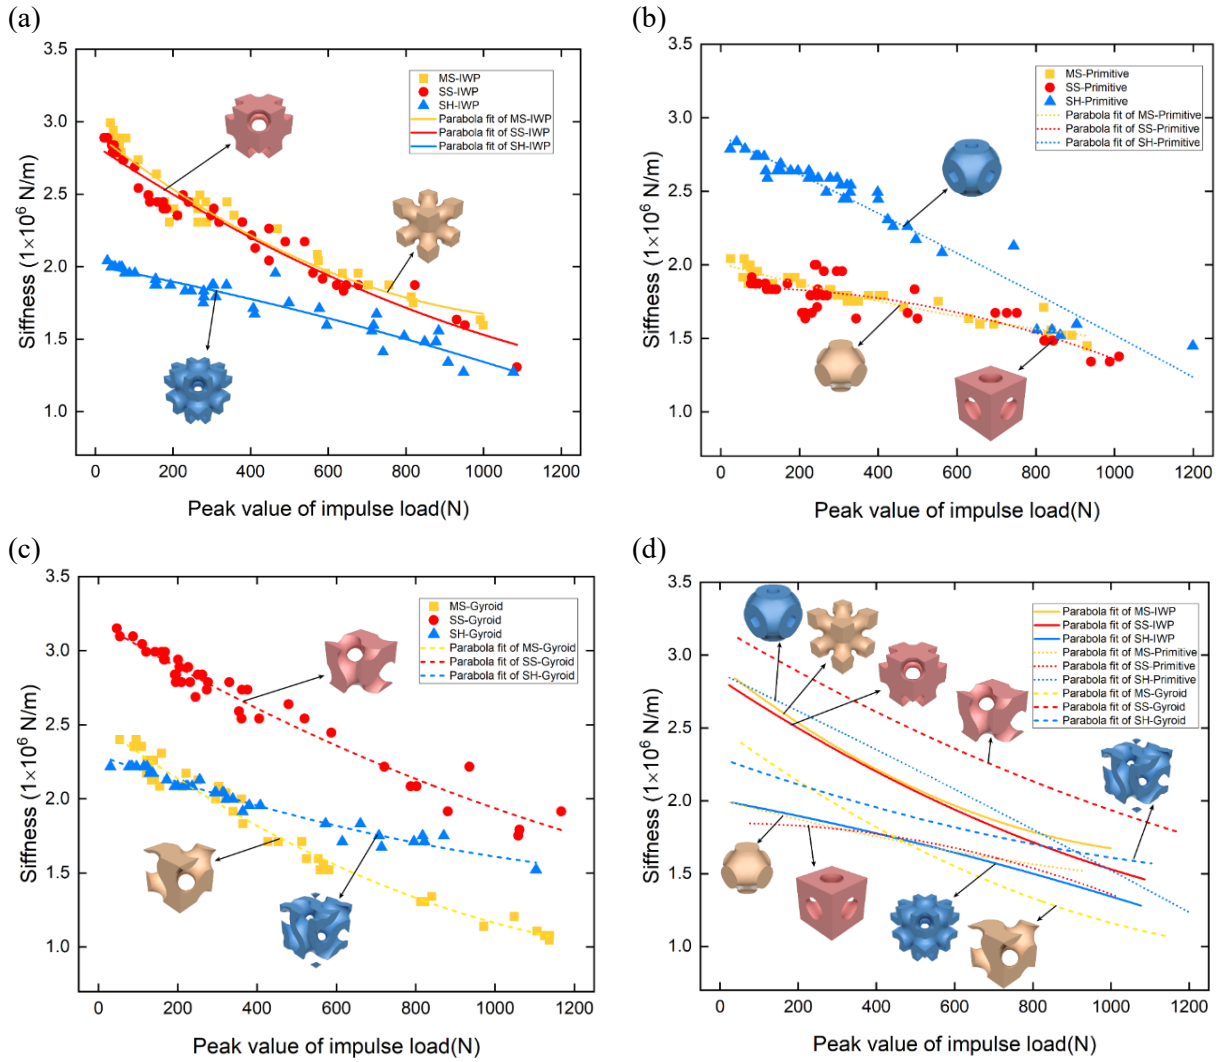 (a)
3.5
3.0
2.5
2.0
1.5
1.0
Siffness (1×10⁶ N/m)
MS-IWP
SS-IWP
SH-IWP
Parabola fit of MS-IWP
Parabola fit of SS-IWP
Parabola fit of SH-IWP
0 200 400 600 800 1000
Peak value of impulse load(N)
(b)
3.5
3.0
2.5
2.0
1.5
1.0
Siffness (1×10⁶ N/m)
MS-Primitive
SS-Primitive
SH-Primitive
Parabola fit of MS-Primitive
Parabola fit of SS-Primitive
Parabola fit of SH-Primitive
0 200 400 600 800 1000 1200
Peak value of impulse load(N)
(c)
3.5
3.0
2.5
2.0
1.5
1.0
Siffness (1×10⁶ N/m)
MS-Gyroid
SS-Gyroid
SH-Gyroid
Parabola fit of MS-Gyroid
Parabola fit of SS-Gyroid
Parabola fit of SH-Gyroid
0 200 400 600 800 1000 1200
Peak value of impulse load(N)
(d)
3.5
3.0
2.5
2.0
1.5
1.0
Siffness (1×10⁶ N/m)
Parabola fit of MS-IWP
Parabola fit of SS-IWP
Parabola fit of SH-IWP
Parabola fit of MS-Primitive
Parabola fit of SS-Primitive
Parabola fit of SH-Primitive
Parabola fit of MS-Gyroid
Parabola fit of SS-Gyroid
Parabola fit of SH-Gyroid
0 200 400 600 800 1000 1200
Peak value of impulse load(N)